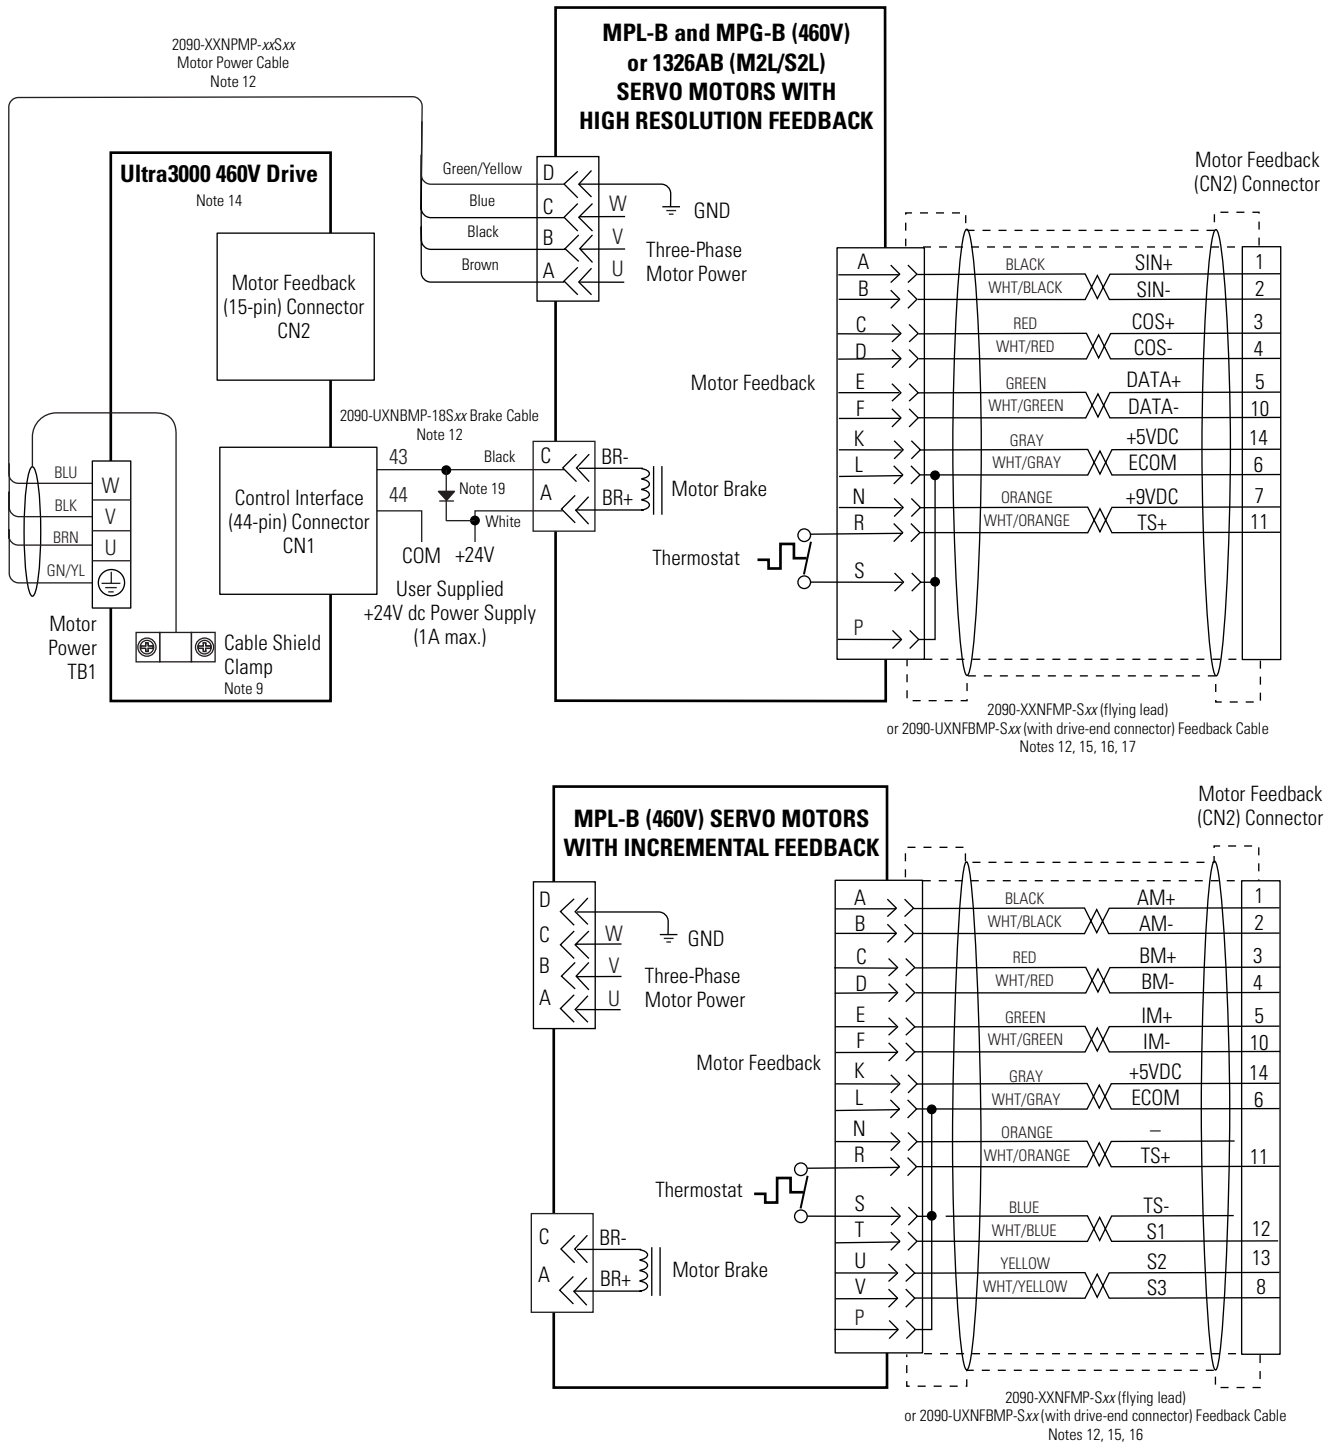 2090-XXNPMP-xxSxx
Motor Power Cable
Note 12
MPL-B and MPG-B (460V)
or 1326AB (M2L/S2L)
SERVO MOTORS WITH
HIGH RESOLUTION FEEDBACK
Ultra3000 460V Drive
Note 14
Motor Feedback
(15-pin) Connector
CN2
Control Interface
(44-pin) Connector
CN1
Green/Yellow D
Blue C W GND
Black B V Three-Phase
Brown A U Motor Power
Motor Feedback
(CN2) Connector
A BLACK SIN+ 1
B WHT/BLACK SIN- 2
C RED COS+ 3
D WHT/RED COS- 4
Motor Feedback
E GREEN DATA+ 5
F WHT/GREEN DATA- 10
K GRAY +5VDC 14
L WHT/GRAY ECOM 6
N ORANGE +9VDC 7
R WHT/ORANGE TS+ 11
Thermostat
S
P
2090-UXNBMP-18Sxx Brake Cable
Note 12
43 Black C BR-
44 Note 19 A BR+ Motor Brake
White
COM +24V
User Supplied
+24V dc Power Supply
(1A max.)
BLU W
BLK V
BRN U
GN/YL
Motor
Power
TB1
Cable Shield
Clamp
Note 9
2090-XXNFMP-Sxx (flying lead)
or 2090-UXNFBMP-Sxx (with drive-end connector) Feedback Cable
Notes 12, 15, 16, 17
MPL-B (460V) SERVO MOTORS
WITH INCREMENTAL FEEDBACK
Motor Feedback
(CN2) Connector
D
C W GND
B V Three-Phase
A U Motor Power
A BLACK AM+ 1
B WHT/BLACK AM- 2
C RED BM+ 3
D WHT/RED BM- 4
E GREEN IM+ 5
F WHT/GREEN IM- 10
Motor Feedback
K GRAY +5VDC 14
L WHT/GRAY ECOM 6
N ORANGE –
R WHT/ORANGE TS+ 11
Thermostat
S BLUE TS-
T WHT/BLUE S1 12
U YELLOW S2 13
V WHT/YELLOW S3 8
P
C BR-
A BR+ Motor Brake
2090-XXNFMP-Sxx (flying lead)
or 2090-UXNFBMP-Sxx (with drive-end connector) Feedback Cable
Notes 12, 15, 16